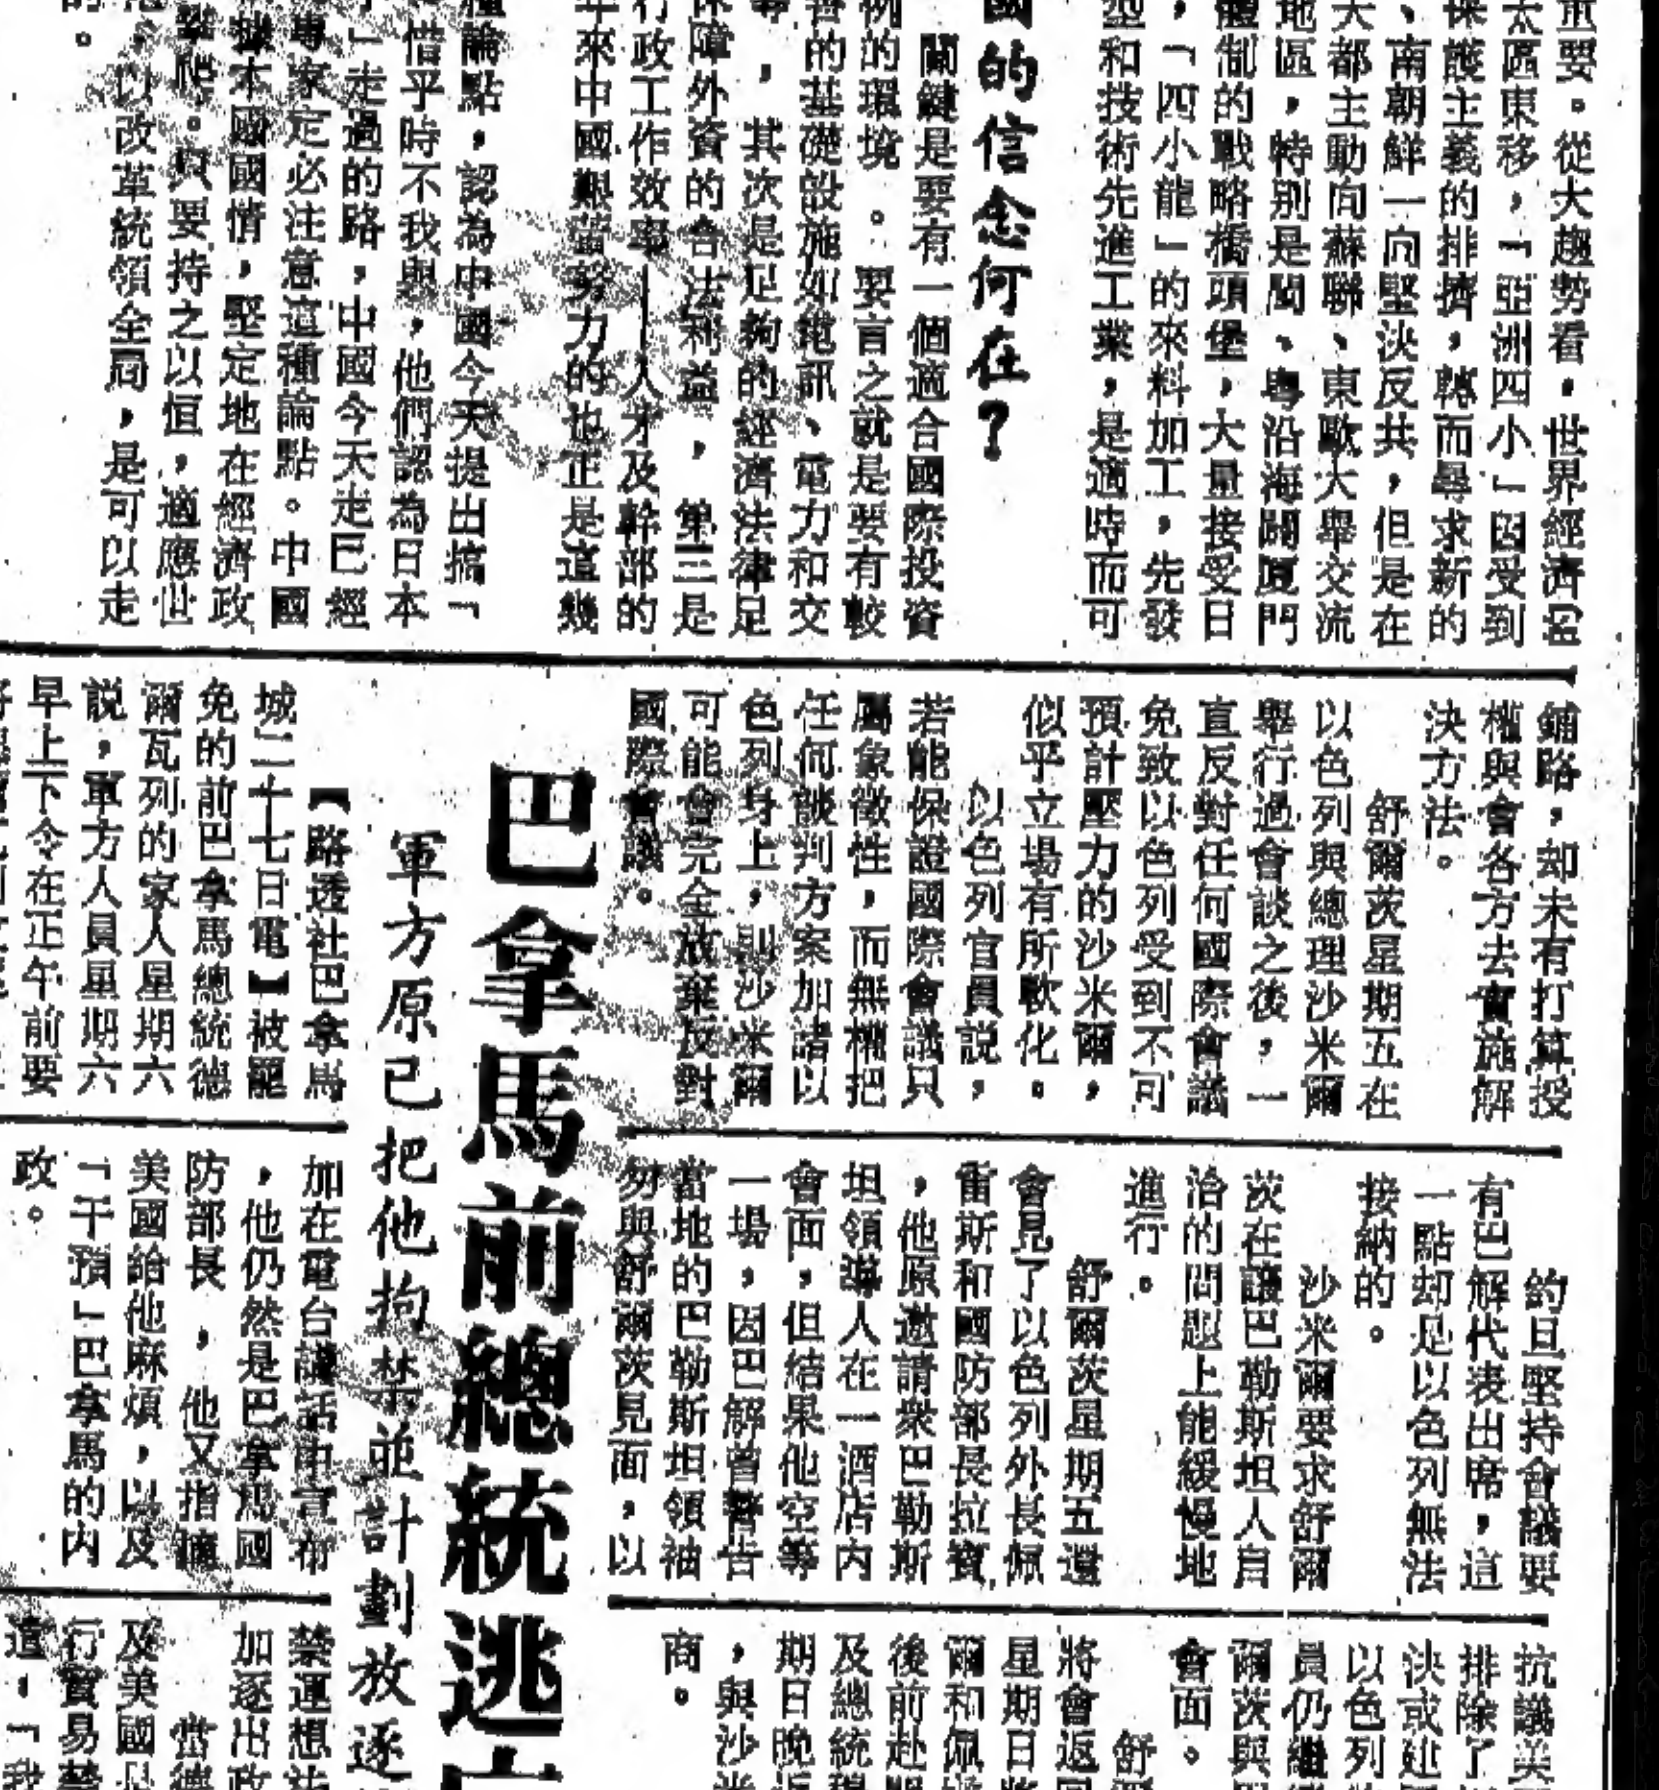 重要。從大趨勢看，世界經濟
太區東移，「亞洲四小」因受到
保護主義的排擠，轉而尋求新的
、南朝鮮一向堅決反共，但是在
大都主動向蘇聯、東歐大舉交流
地區，特別是閩、粵沿海閩厦門
體制的戰略橋頭堡，大量接受日
，「四小龍」的來料加工，先發
型和技術先進工業，是適時而可
國的信念何在？
關鍵是要有一個適合國際投資
例的環境。要言之就是要有較
善的基礎設施如電訊、電力和交
等，其次是足夠的經濟法律足
保障外資的合法利益，第三是
行政工作效率——人才及幹部的
年來中國艱苦努力的也正是這幾
種論點，認為中國今天提出搞「
惜乎時不我與，他們認為日本
」走過的路，中國今天走已經
專家定必注意這種論點。中國
據本國國情，堅定地在經濟政
攀爬。只要持之以恒，適應世
，以改革統領全局，是可以走
的。
鋪路，却未有打算授
權與會各方去實施解
決方法。
舒爾茨星期五在
以色列與總理沙米爾
舉行過會談之後，一
直反對任何國際會議
免致以色列受到不可
預計壓力的沙米爾，
似乎立場有所軟化。
以色列官員説，
若能保證國際會議只
屬象徵性，而無權把
任何談判方案加諸以
色列身上，則沙米爾
可能會完全放棄反對
國際會議。
約旦堅持會議要
有巴解代表出席，這
一點却是以色列無法
接納的。
沙米爾要求舒爾
茨在讓巴勒斯坦人自
治的問題上能緩慢地
進行。
舒爾茨星期五還
會見了以色列外長佩
雷斯和國防部長拉賓
，他原邀請衆巴勒斯
坦領導人在一酒店内
會面，但結果他空等
一場，因巴解曾警告
當地的巴勒斯坦領袖
勿與舒爾茨見面，以
抗議美
排除了
決或
以色列
員仍繼
爾茨與
會面。
舒
將會返
星期日
爾和佩
後前赴
及總統
期日晚
，與沙
商。
巴拿馬前總統逃
軍方原已把他拘禁並計劃放逐
【路透社巴拿馬
城二十七日電】被罷
免的前巴拿馬總統德
爾瓦列的家人星期六
説，軍方人員星期六
早上下令在正午前要
加在電台講話中宣布
，他仍然是巴拿馬國
防部長，他又指擔
美國給他麻煩，以及
「干預」巴拿馬的内
政。
禁運想
加逐出
當德
及美國
行貿易禁
道：「我